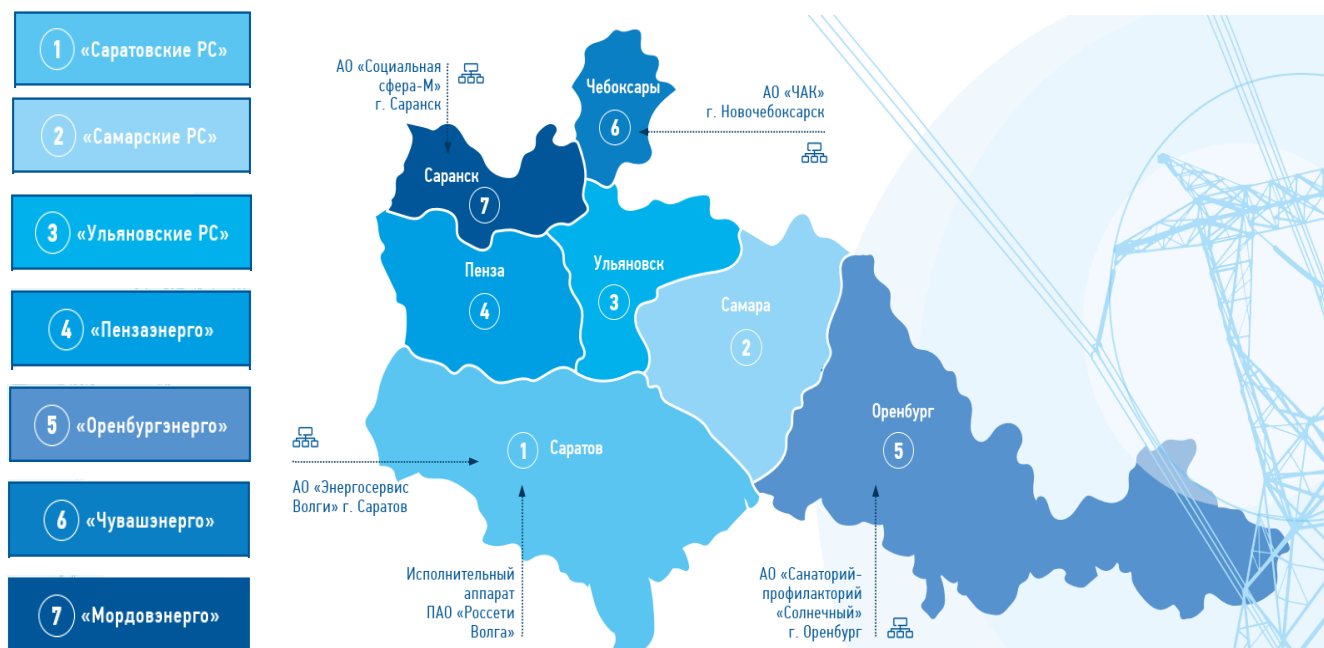 1 «Саратовские РС»
2 «Самарские РС»
3 «Ульяновские РС»
4 «Пензаэнерго»
5 «Оренбургэнерго»
6 «Чувашэнерго»
7 «Мордовэнерго»
АО «Социальная
сфера-М»
г. Саранск
Чебоксары
6
АО «ЧАК»
г. Новочебоксарск
Саранск
7
Пенза
4
Ульяновск
3
Самара
2
Оренбург
5
1 Саратов
АО «Энергосервис
Волги» г. Саратов
Исполнительный
аппарат
ПАО «Россети
Волга»
АО «Санаторий-
профилакторий
«Солнечный»
г. Оренбург